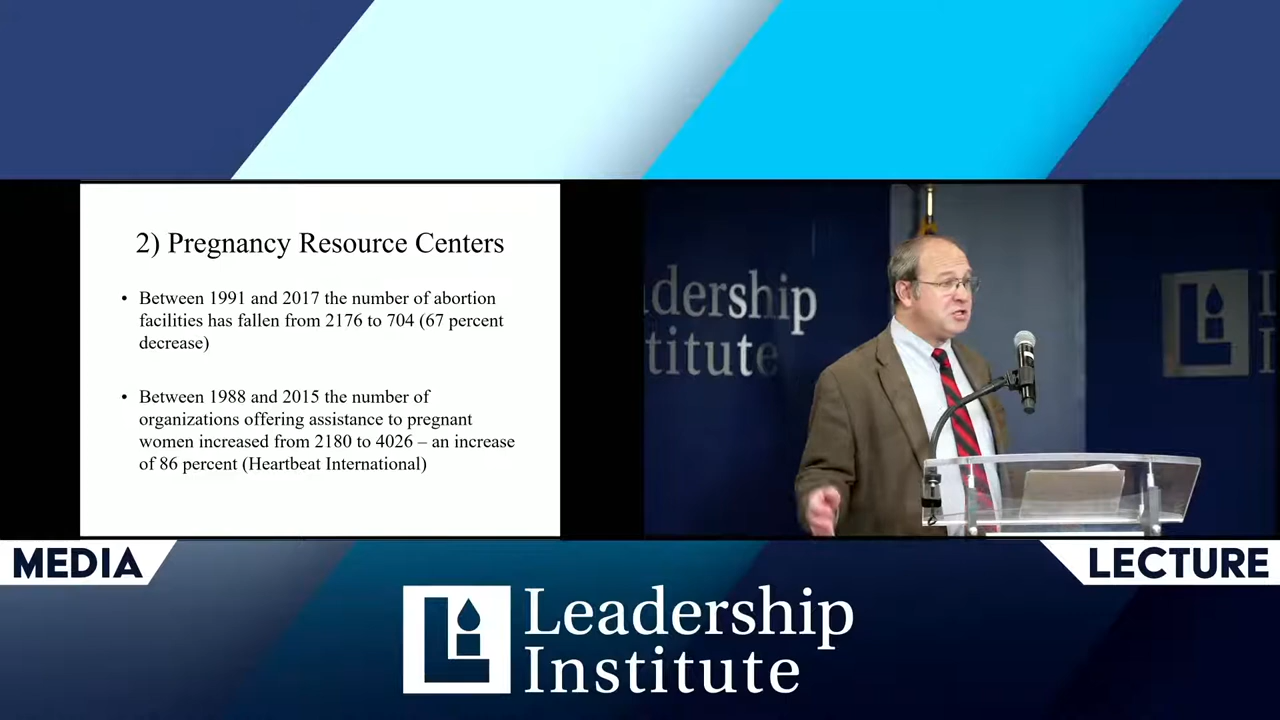 2) Pregnancy Resource Centers
• Between 1991 and 2017 the number of abortion
facilities has fallen from 2176 to 704 (67 percent
decrease)
• Between 1988 and 2015 the number of
organizations offering assistance to pregnant
women increased from 2180 to 4026 – an increase
of 86 percent (Heartbeat International)
dership
titute
L
MEDIA
LECTURE
Leadership
Institute